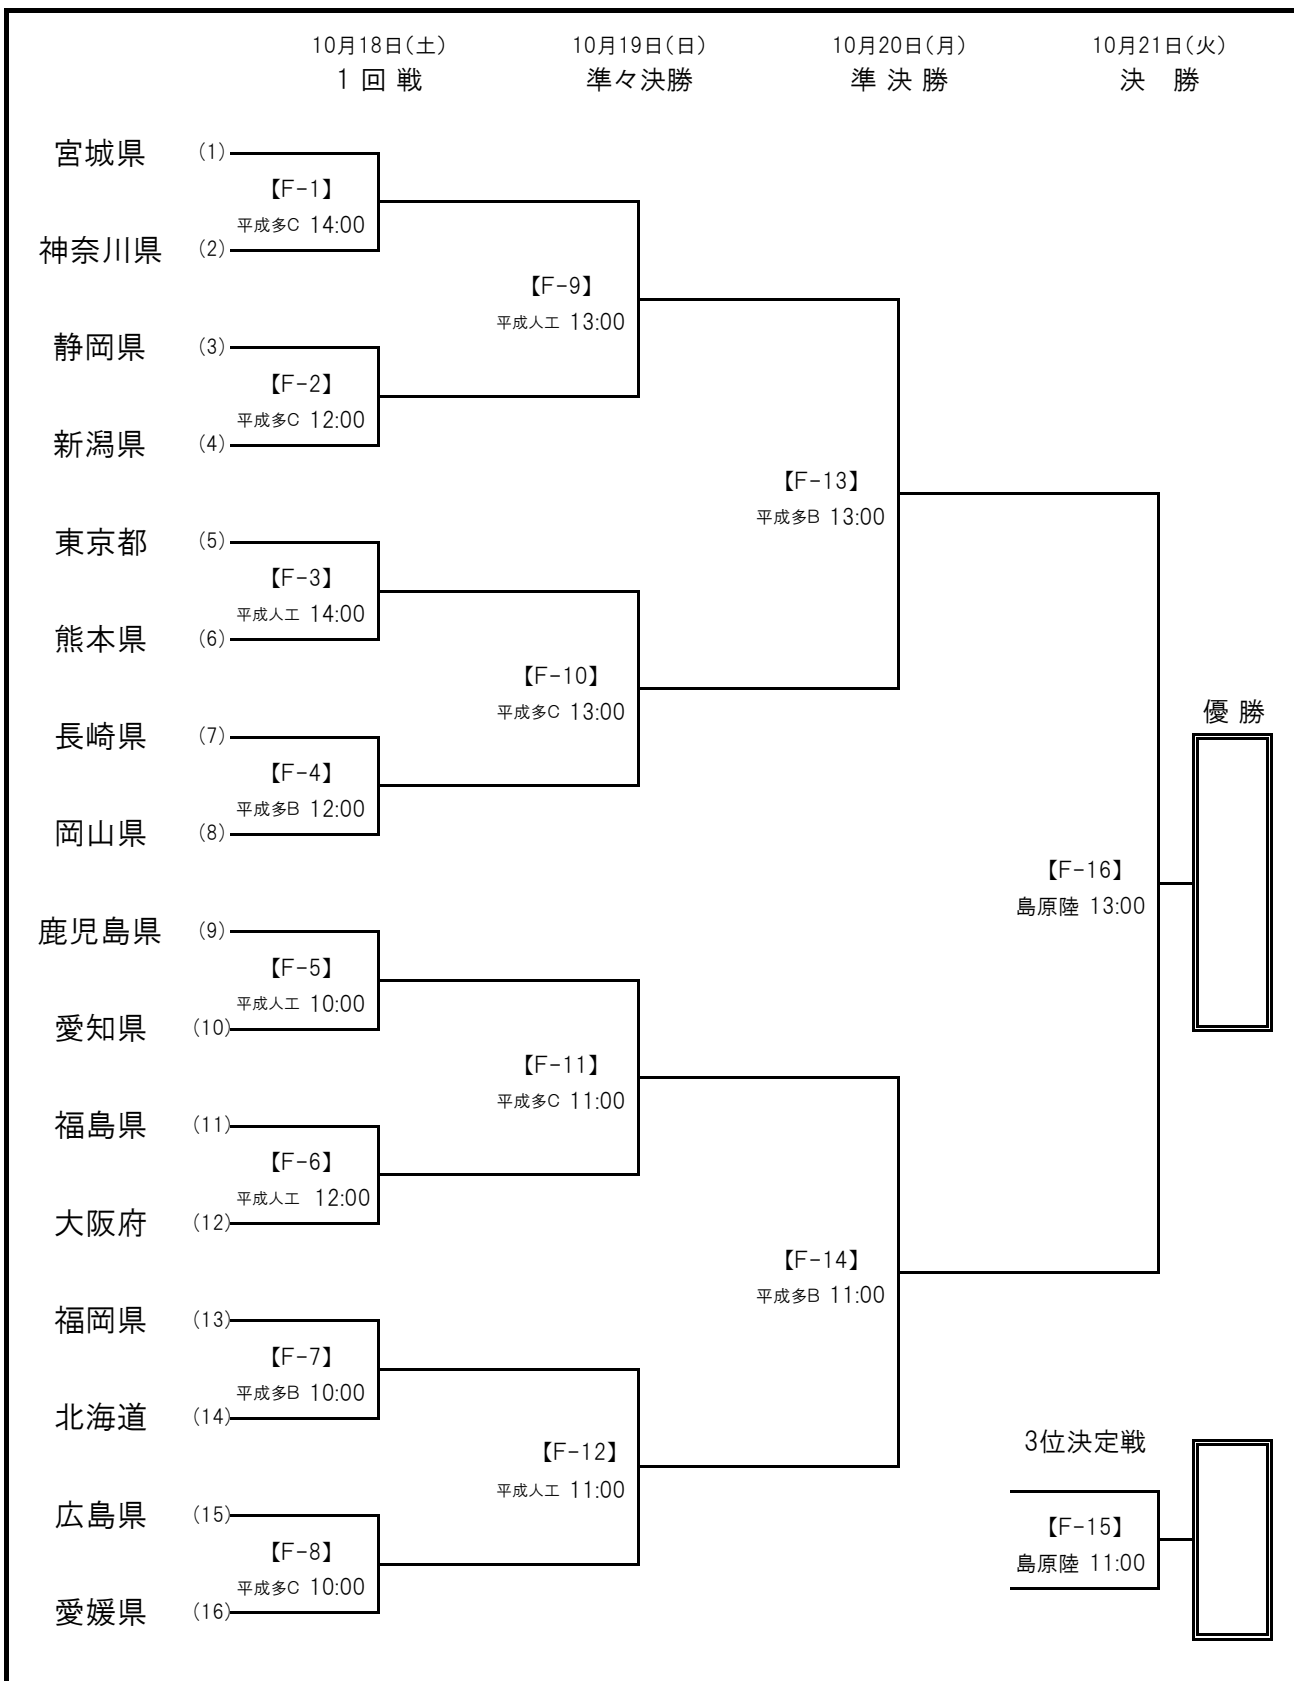 10月18日(土) 10月19日(日) 10月20日(月) 10月21日(火)
1 回 戦 準々決勝 準 決 勝 決 勝
宮城県 (1)
【F-1】
平成多C 14:00
神奈川県 (2)
【F-9】
平成人工 13:00
静岡県 (3)
【F-2】
平成多C 12:00
新潟県 (4)
【F-13】
平成多B 13:00
東京都 (5)
【F-3】
平成人工 14:00
熊本県 (6)
【F-10】
平成多C 13:00
長崎県 (7)
優 勝
【F-4】
平成多B 12:00
岡山県 (8)
【F-16】
島原陸 13:00
鹿児島県 (9)
【F-5】
平成人工 10:00
愛知県 (10)
【F-11】
平成多C 11:00
福島県 (11)
【F-6】
平成人工 12:00
大阪府 (12)
【F-14】
平成多B 11:00
福岡県 (13)
【F-7】
平成多B 10:00
北海道 (14)
3位決定戦
【F-12】
平成人工 11:00
広島県 (15)
【F-15】
島原陸 11:00
【F-8】
平成多C 10:00
愛媛県 (16)